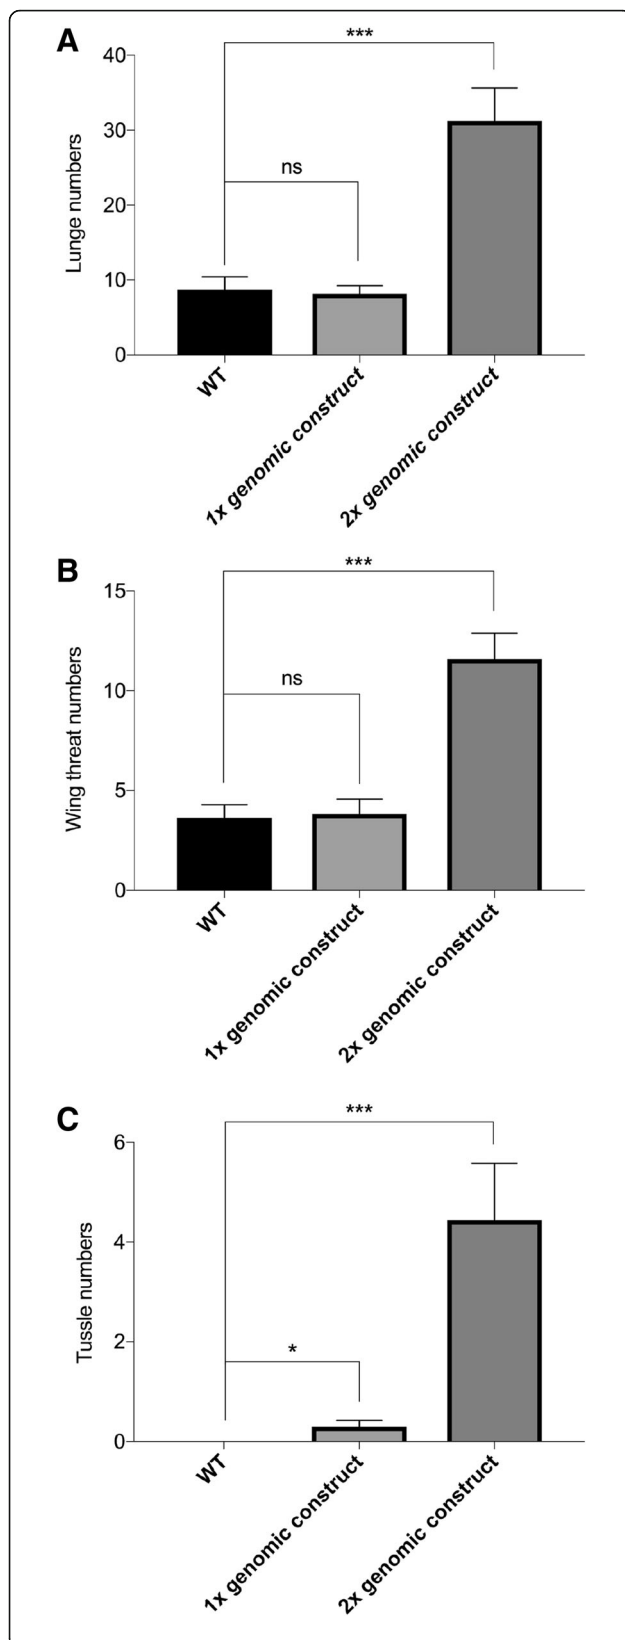 A
***
40
30
20
10
0
ns
Lunge numbers
WT
1x genomic construct
2x genomic construct
B
***
15
10
5
0
ns
Wing threat numbers
WT
1x genomic construct
2x genomic construct
C
***
6
4
2
0
*
Tussle numbers
WT
1x genomic construct
2x genomic construct